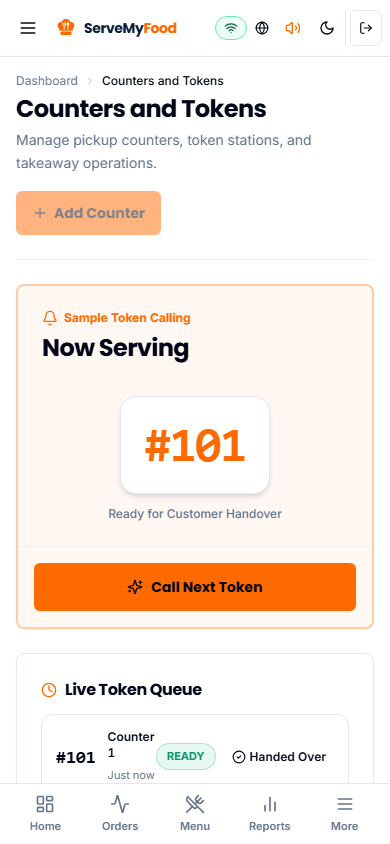 ServeMyFood
Dashboard > Counters and Tokens
Counters and Tokens
Manage pickup counters, token stations, and
takeaway operations.
+ Add Counter
Sample Token Calling
Now Serving
#101
Ready for Customer Handover
Call Next Token
Live Token Queue
#101
Counter
1
Just now
READY
Handed Over
Home Orders Menu Reports More